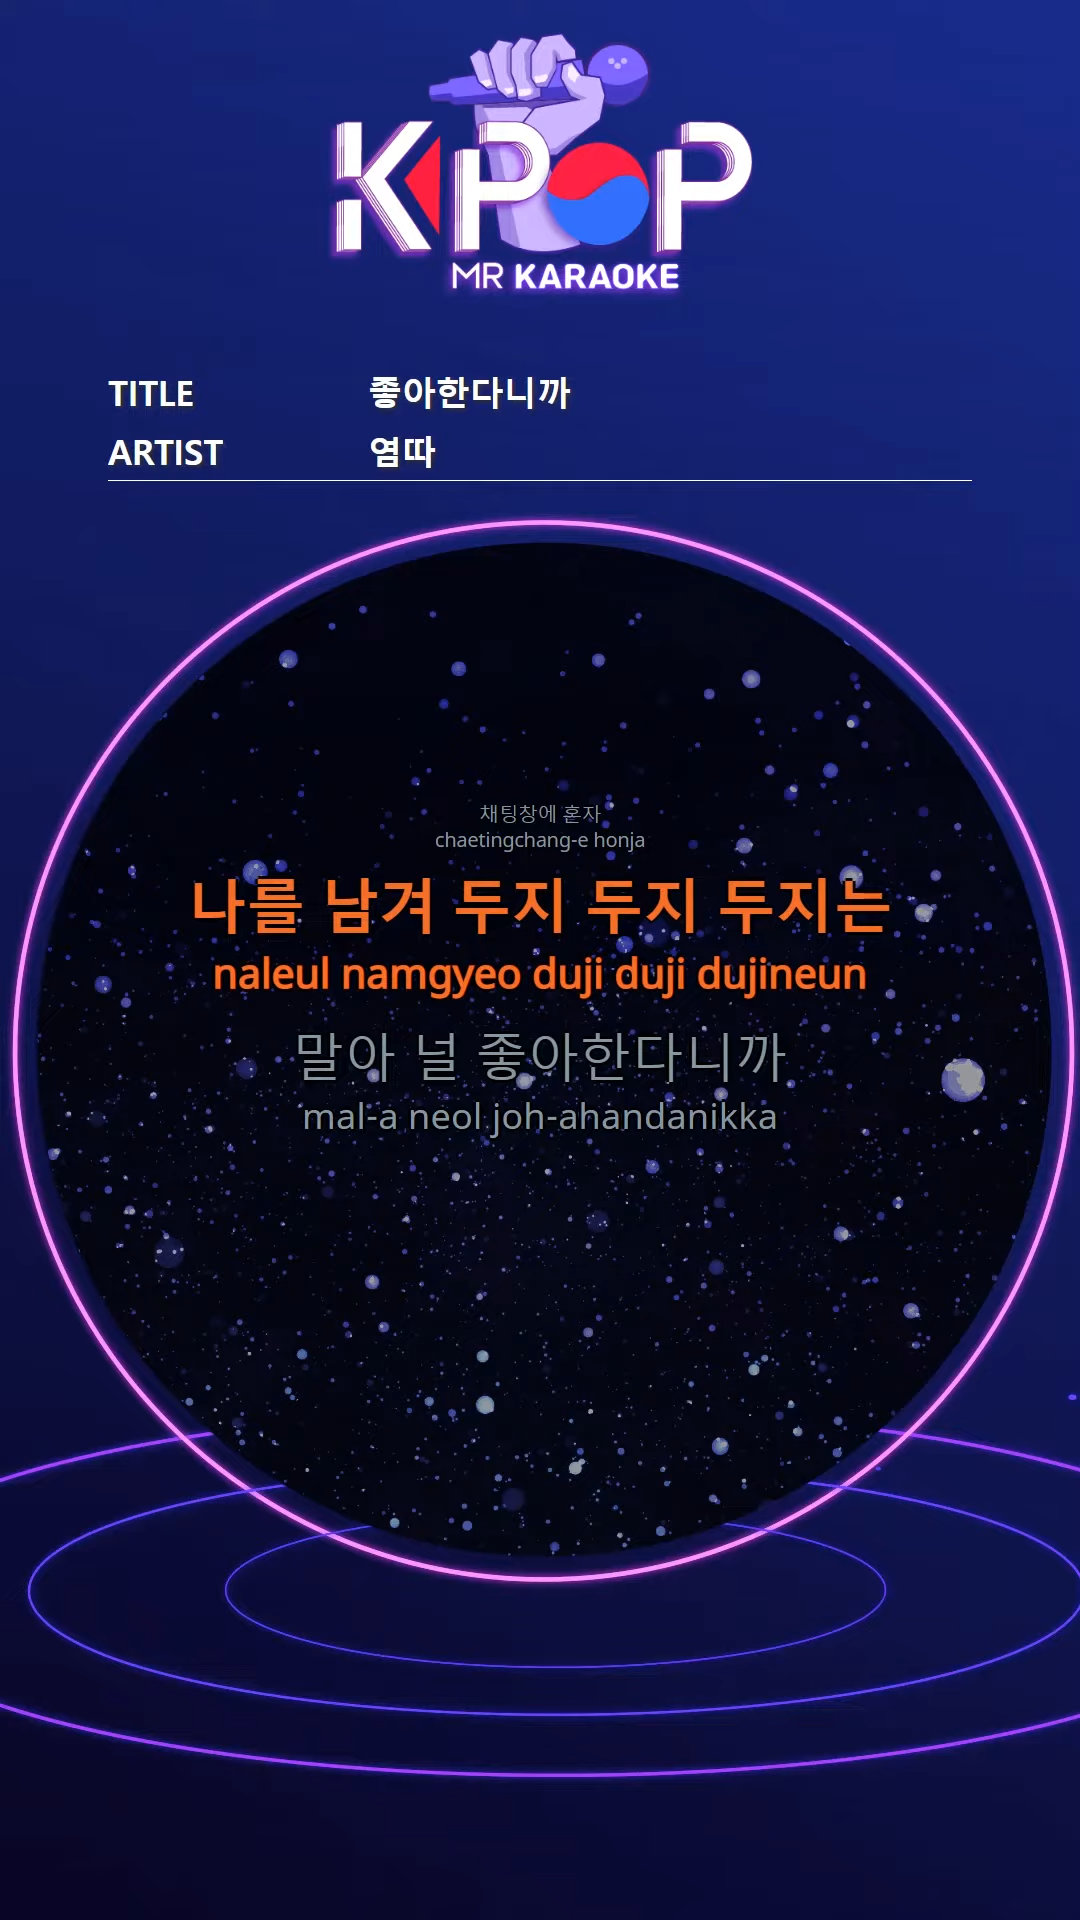 KPOP
MR KARAOKE
TITLE 좋아한다니까
ARTIST 염따
채팅창에 혼자
chaetingchang-e honja
나를 남겨 두지 두지 두지는
naleul namgyeo duji duji dujineun
말아 널 좋아한다니까
mal-a neol joh-ahandanikka